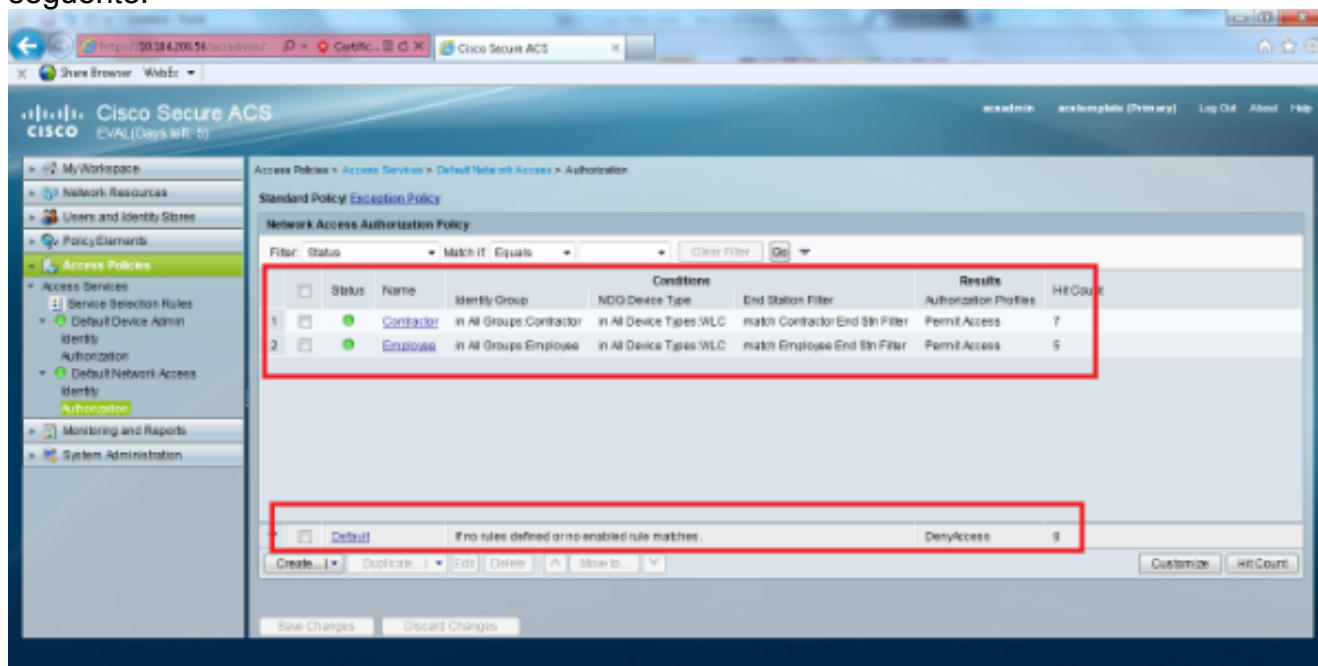 seguente:
Certific...
Cisco Secure ACS
Share Browser WebEx
Cisco Secure ACS
CISCO EVAL(Days left: 5)
acsadmin acstemplate (Primary) Log Out About Help
My Workspace
Network Resources
Users and Identity Stores
Policy Elements
Access Policies
Access Services
Service Selection Rules
Default Device Admin
Identity
Authorization
Default Network Access
Identity
Authorization
Monitoring and Reports
System Administration
Access Policies > Access Services > Default Network Access > Authorization
Standard Policy| Exception Policy
Network Access Authorization Policy
Filter: Status Match if: Equals Clear Filter Go
Conditions Results
Status Name Identity Group NDG:Device Type End Station Filter Authorization Profiles Hit Count
1 Contractor in All Groups:Contractor in All Device Types:WLC match Contractor End Stn Filter Permit Access 7
2 Employee in All Groups:Employee in All Device Types:WLC match Employee End Stn Filter Permit Access 5
Default If no rules defined or no enabled rule matches. DenyAccess
Create... Duplicate... Edit Delete Move to...
Customize Hit Count
Save Changes Discard Changes